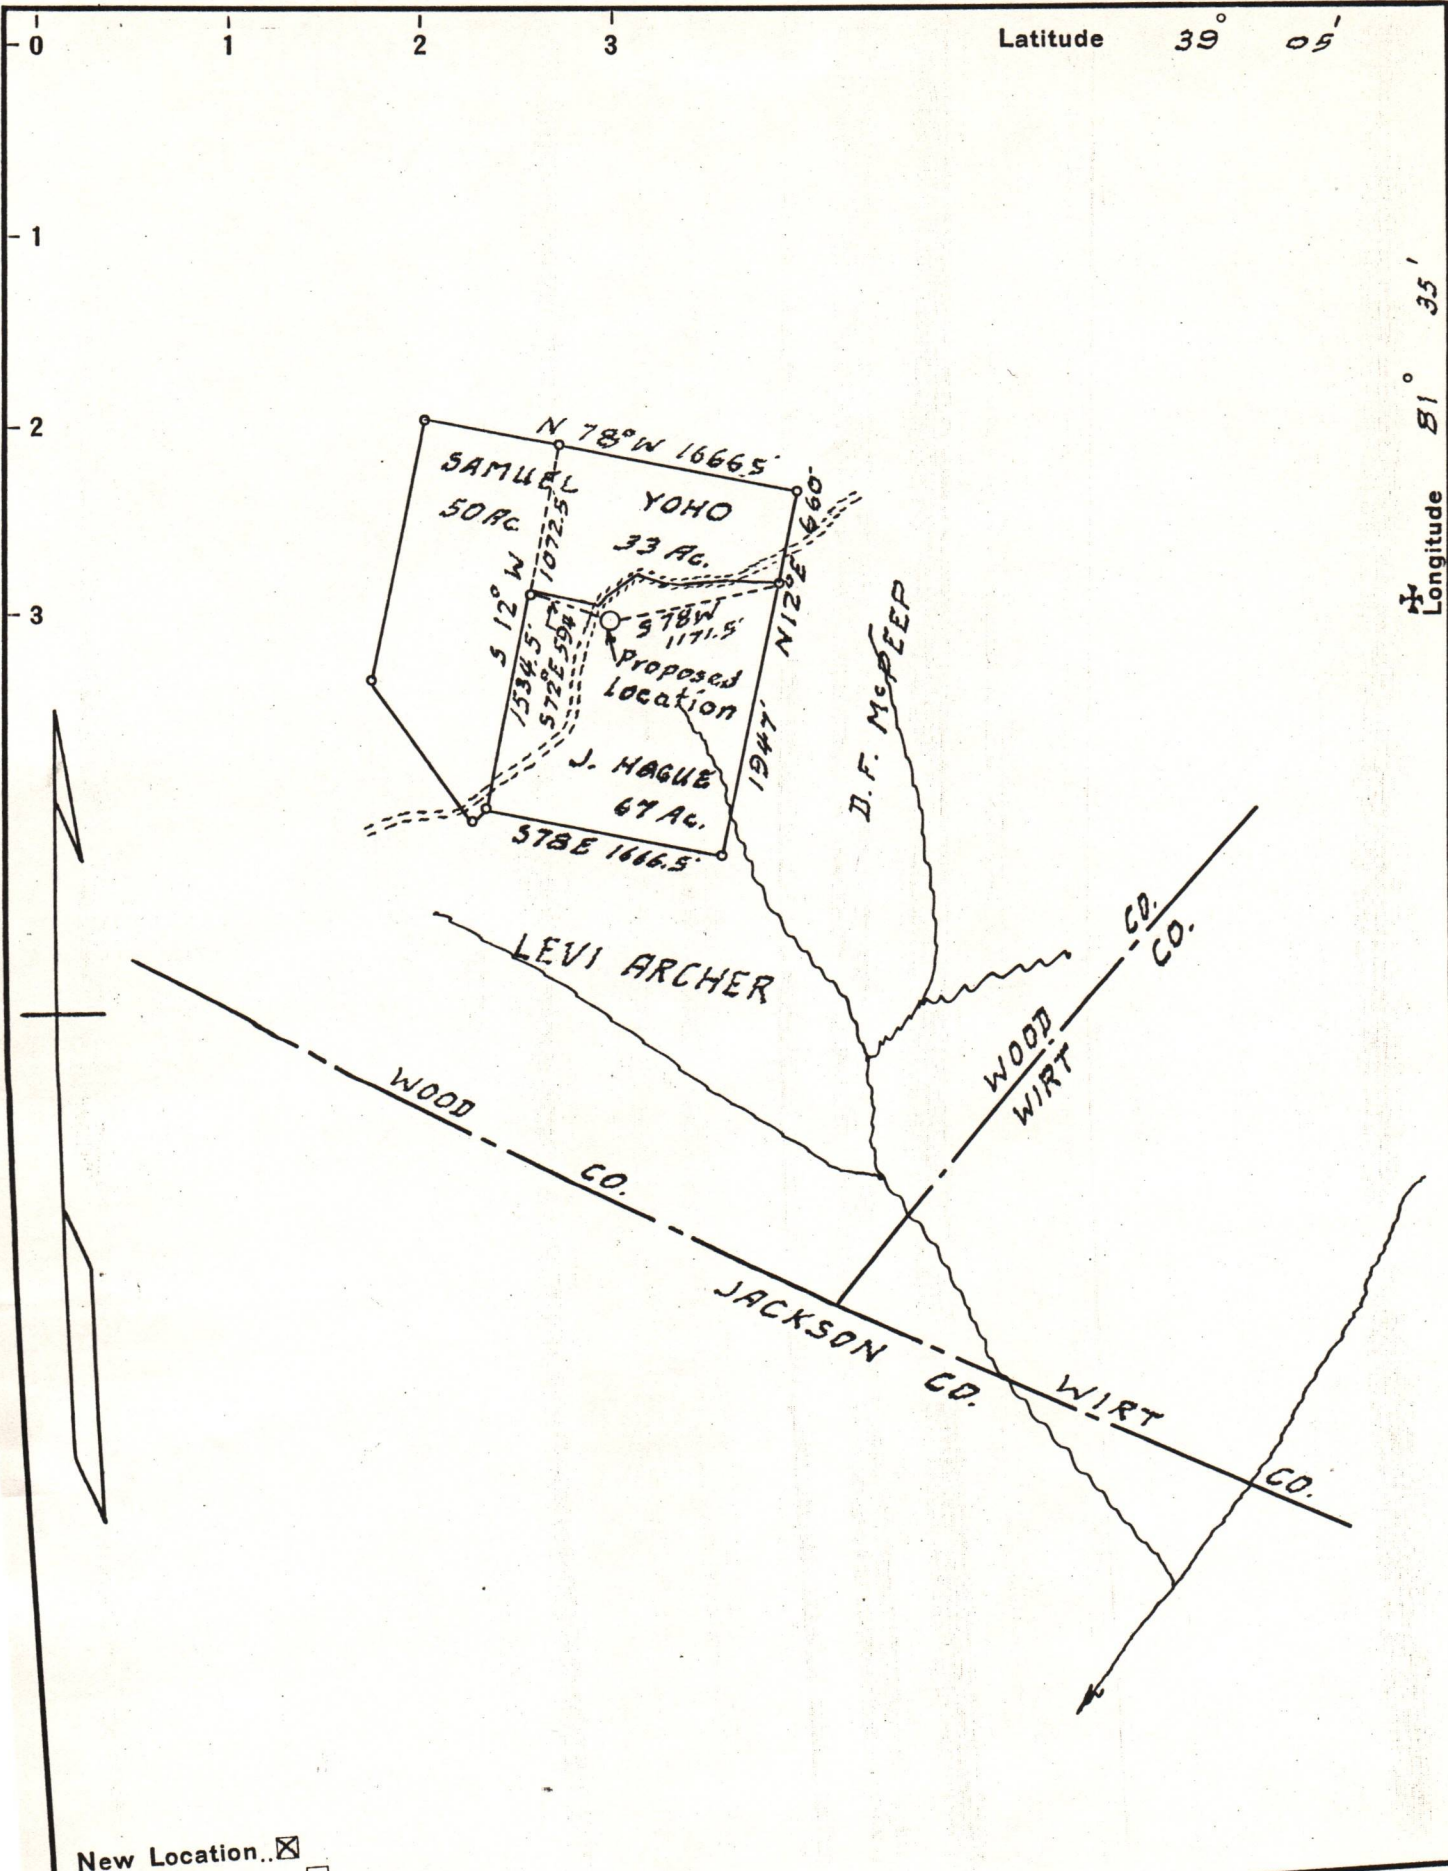 0 1 2 3
Latitude 39° 05'
1
2
3
Longitude 81° 35'
N 78° W 1666.5'
SAMUEL YOHO
50 Ac.
33 Ac.
660'
N 12° E
1072.5'
S 12° W
1534.5'
S 72° E 594'
S 78 W
1171.5'
Proposed
location
1947'
J. HAGUE
67 Ac.
S 78 E 1666.5'
D. F. McPEEP
LEVI ARCHER
WOOD CO.
WIRT CO.
WOOD CO.
JACKSON CO.
WIRT CO.
New Location.. ☒